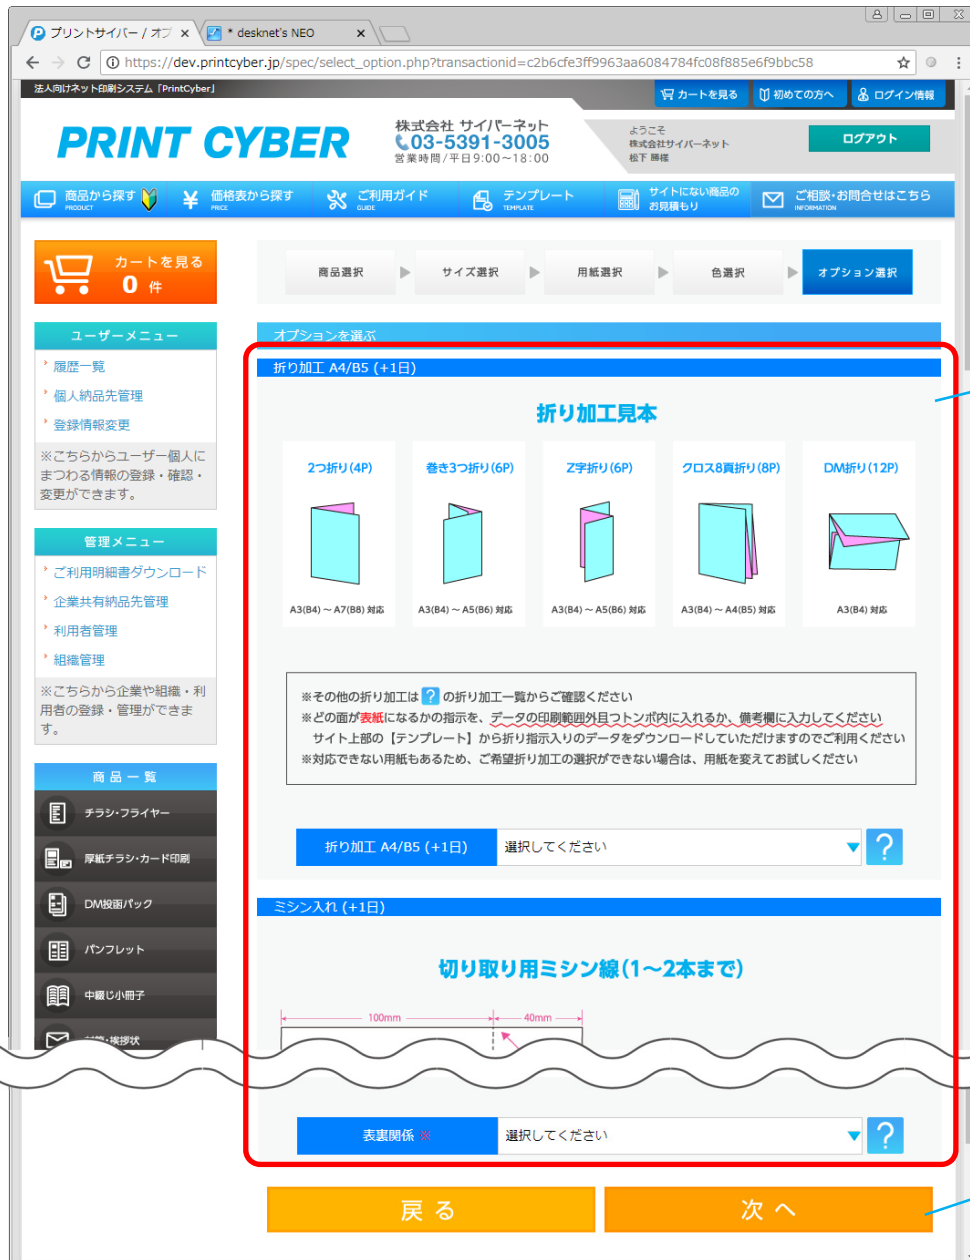 プリントサイバー / オプ
* desknet's NEO
https://dev.printcyber.jp/spec/select_option.php?transactionid=c2b6cfe3ff9963aa6084784fc08f885e6f9bbc58
法人向けネット印刷システム「PrintCyber」
カートを見る
初めての方へ
ログイン情報
PRINT CYBER
株式会社 サイバーネット
03-5391-3005
営業時間/平日9:00～18:00
ようこそ
株式会社サイバーネット
松下 勝様
ログアウト
商品から探す
PRODUCT
価格表から探す
PRICE
ご利用ガイド
GUIDE
テンプレート
TEMPLATE
サイトにない商品の
お見積もり
ご相談・お問合せはこちら
INFORMATION
カートを見る
0 件
商品選択
サイズ選択
用紙選択
色選択
オプション選択
ユーザーメニュー
履歴一覧
個人納品先管理
登録情報変更
※こちらからユーザー個人に
まつわる情報の登録・確認・
変更ができます。
管理メニュー
ご利用明細書ダウンロード
企業共有納品先管理
利用者管理
組織管理
※こちらから企業や組織・利
用者の登録・管理ができま
す。
商品一覧
チラシ・フライヤー
厚紙チラシ・カード印刷
DM投函パック
パンフレット
中綴じ小冊子
封筒・挨拶状
オプションを選ぶ
折り加工 A4/B5 (+1日)
折り加工見本
2つ折り(4P)
巻き3つ折り(6P)
Z字折り(6P)
クロス8頁折り(8P)
DM折り(12P)
A3(B4) ～ A7(B8) 対応
A3(B4) ～ A5(B6) 対応
A3(B4) ～ A5(B6) 対応
A3(B4) ～ A4(B5) 対応
A3(B4) 対応
※その他の折り加工は ? の折り加工一覧からご確認ください
※どの面が表紙になるかの指示を、データの印刷範囲外且つトンボ内に入れるか、備考欄に入力してください
サイト上部の【テンプレート】から折り指示入りのデータをダウンロードしていただけますのでご利用ください
※対応できない用紙もあるため、ご希望折り加工の選択ができない場合は、用紙を変えてお試しください
折り加工 A4/B5 (+1日)
選択してください
?
ミシン入れ (+1日)
切り取り用ミシン線(1～2本まで)
100mm
40mm
表裏関係 ※
選択してください
?
戻る
次へ